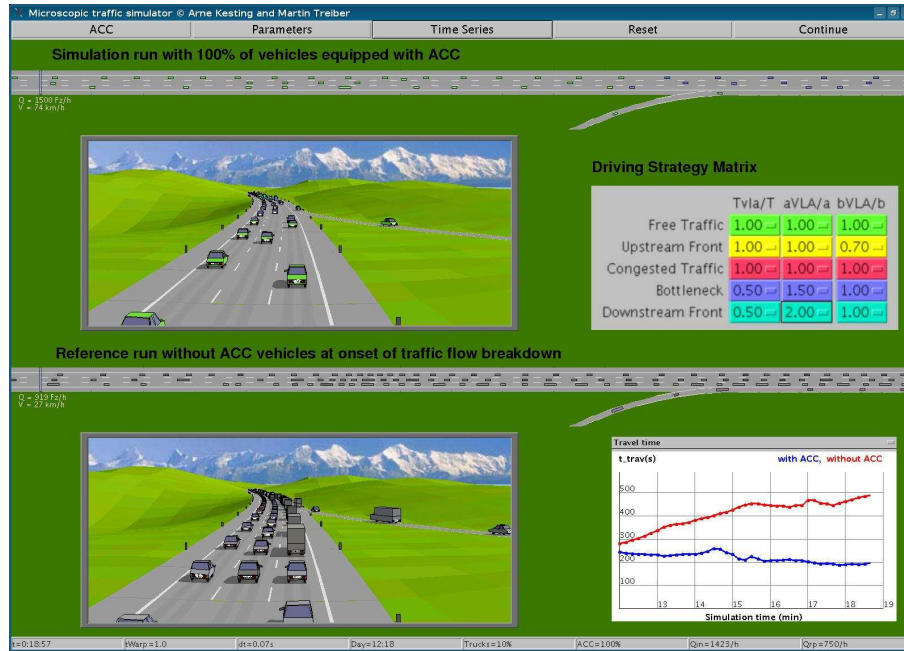 Microscopic traffic simulator © Arne Kesting and Martin Treiber
ACC Parameters Time Series Reset Continue
Simulation run with 100% of vehicles equipped with ACC
Q = 1500 Fz/h
V = 74 km/h
Driving Strategy Matrix
Tvla/T aVLA/a bVLA/b
Free Traffic 1.00 1.00 1.00
Upstream Front 1.00 1.00 0.70
Congested Traffic 1.00 1.00 1.00
Bottleneck 0.50 1.50 1.00
Downstream Front 0.50 2.00 1.00
Reference run without ACC vehicles at onset of traffic flow breakdown
Q = 919 Fz/h
V = 27 km/h
Travel time
t_trav(s) with ACC, without ACC
500
400
300
200
100
13 14 15 16 17 18 19
Simulation time (min)
t=0:18:57 tWarp=1.0 dt=0.07s Day=12:18 Trucks=10% ACC=100% Qin=1423/h Qrp=750/h